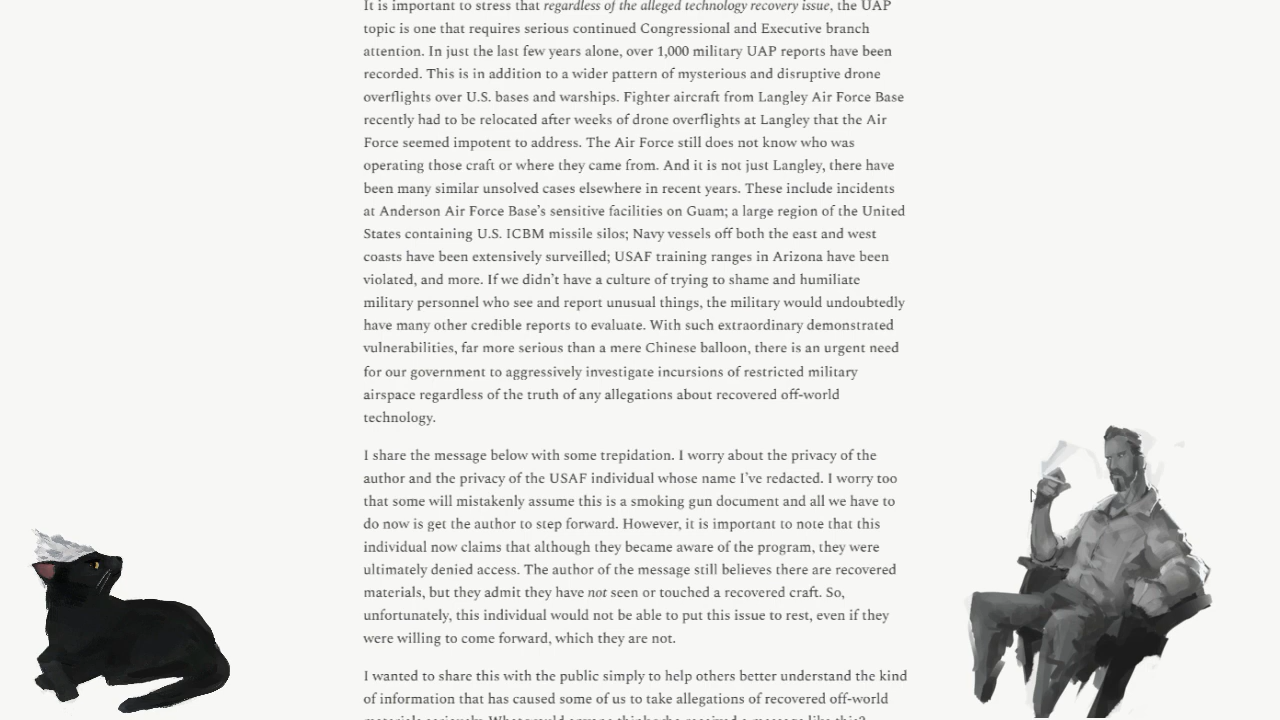 It is important to stress that regardless of the alleged technology recovery issue, the UAP
topic is one that requires serious continued Congressional and Executive branch
attention. In just the last few years alone, over 1,000 military UAP reports have been
recorded. This is in addition to a wider pattern of mysterious and disruptive drone
overflights over U.S. bases and warships. Fighter aircraft from Langley Air Force Base
recently had to be relocated after weeks of drone overflights at Langley that the Air
Force seemed impotent to address. The Air Force still does not know who was
operating those craft or where they came from. And it is not just Langley, there have
been many similar unsolved cases elsewhere in recent years. These include incidents
at Anderson Air Force Base’s sensitive facilities on Guam; a large region of the United
States containing U.S. ICBM missile silos; Navy vessels off both the east and west
coasts have been extensively surveilled; USAF training ranges in Arizona have been
violated, and more. If we didn’t have a culture of trying to shame and humiliate
military personnel who see and report unusual things, the military would undoubtedly
have many other credible reports to evaluate. With such extraordinary demonstrated
vulnerabilities, far more serious than a mere Chinese balloon, there is an urgent need
for our government to aggressively investigate incursions of restricted military
airspace regardless of the truth of any allegations about recovered off-world
technology.
I share the message below with some trepidation. I worry about the privacy of the
author and the privacy of the USAF individual whose name I’ve redacted. I worry too
that some will mistakenly assume this is a smoking gun document and all we have to
do now is get the author to step forward. However, it is important to note that this
individual now claims that although they became aware of the program, they were
ultimately denied access. The author of the message still believes there are recovered
materials, but they admit they have not seen or touched a recovered craft. So,
unfortunately, this individual would not be able to put this issue to rest, even if they
were willing to come forward, which they are not.
I wanted to share this with the public simply to help others better understand the kind
of information that has caused some of us to take allegations of recovered off-world
materials seriously. What would anyone think who received a message like this?